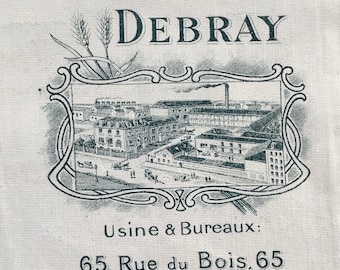 DEBRAY
Usine & Bureaux:
65 Rue du Bois, 65